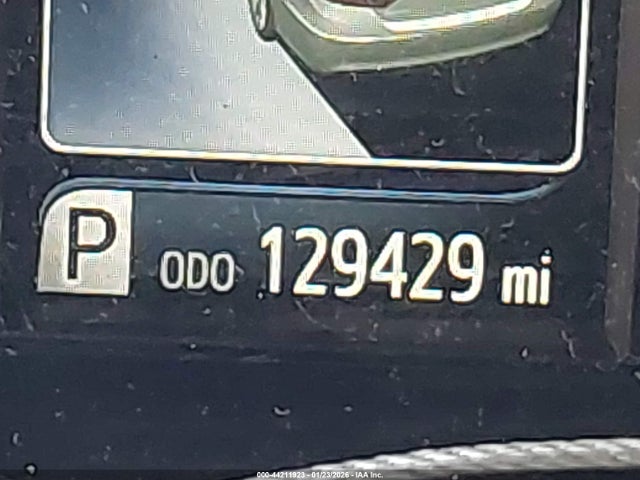 P ODO 129429 mi
000-44211923 - 01/23/2026 - IAA Inc.